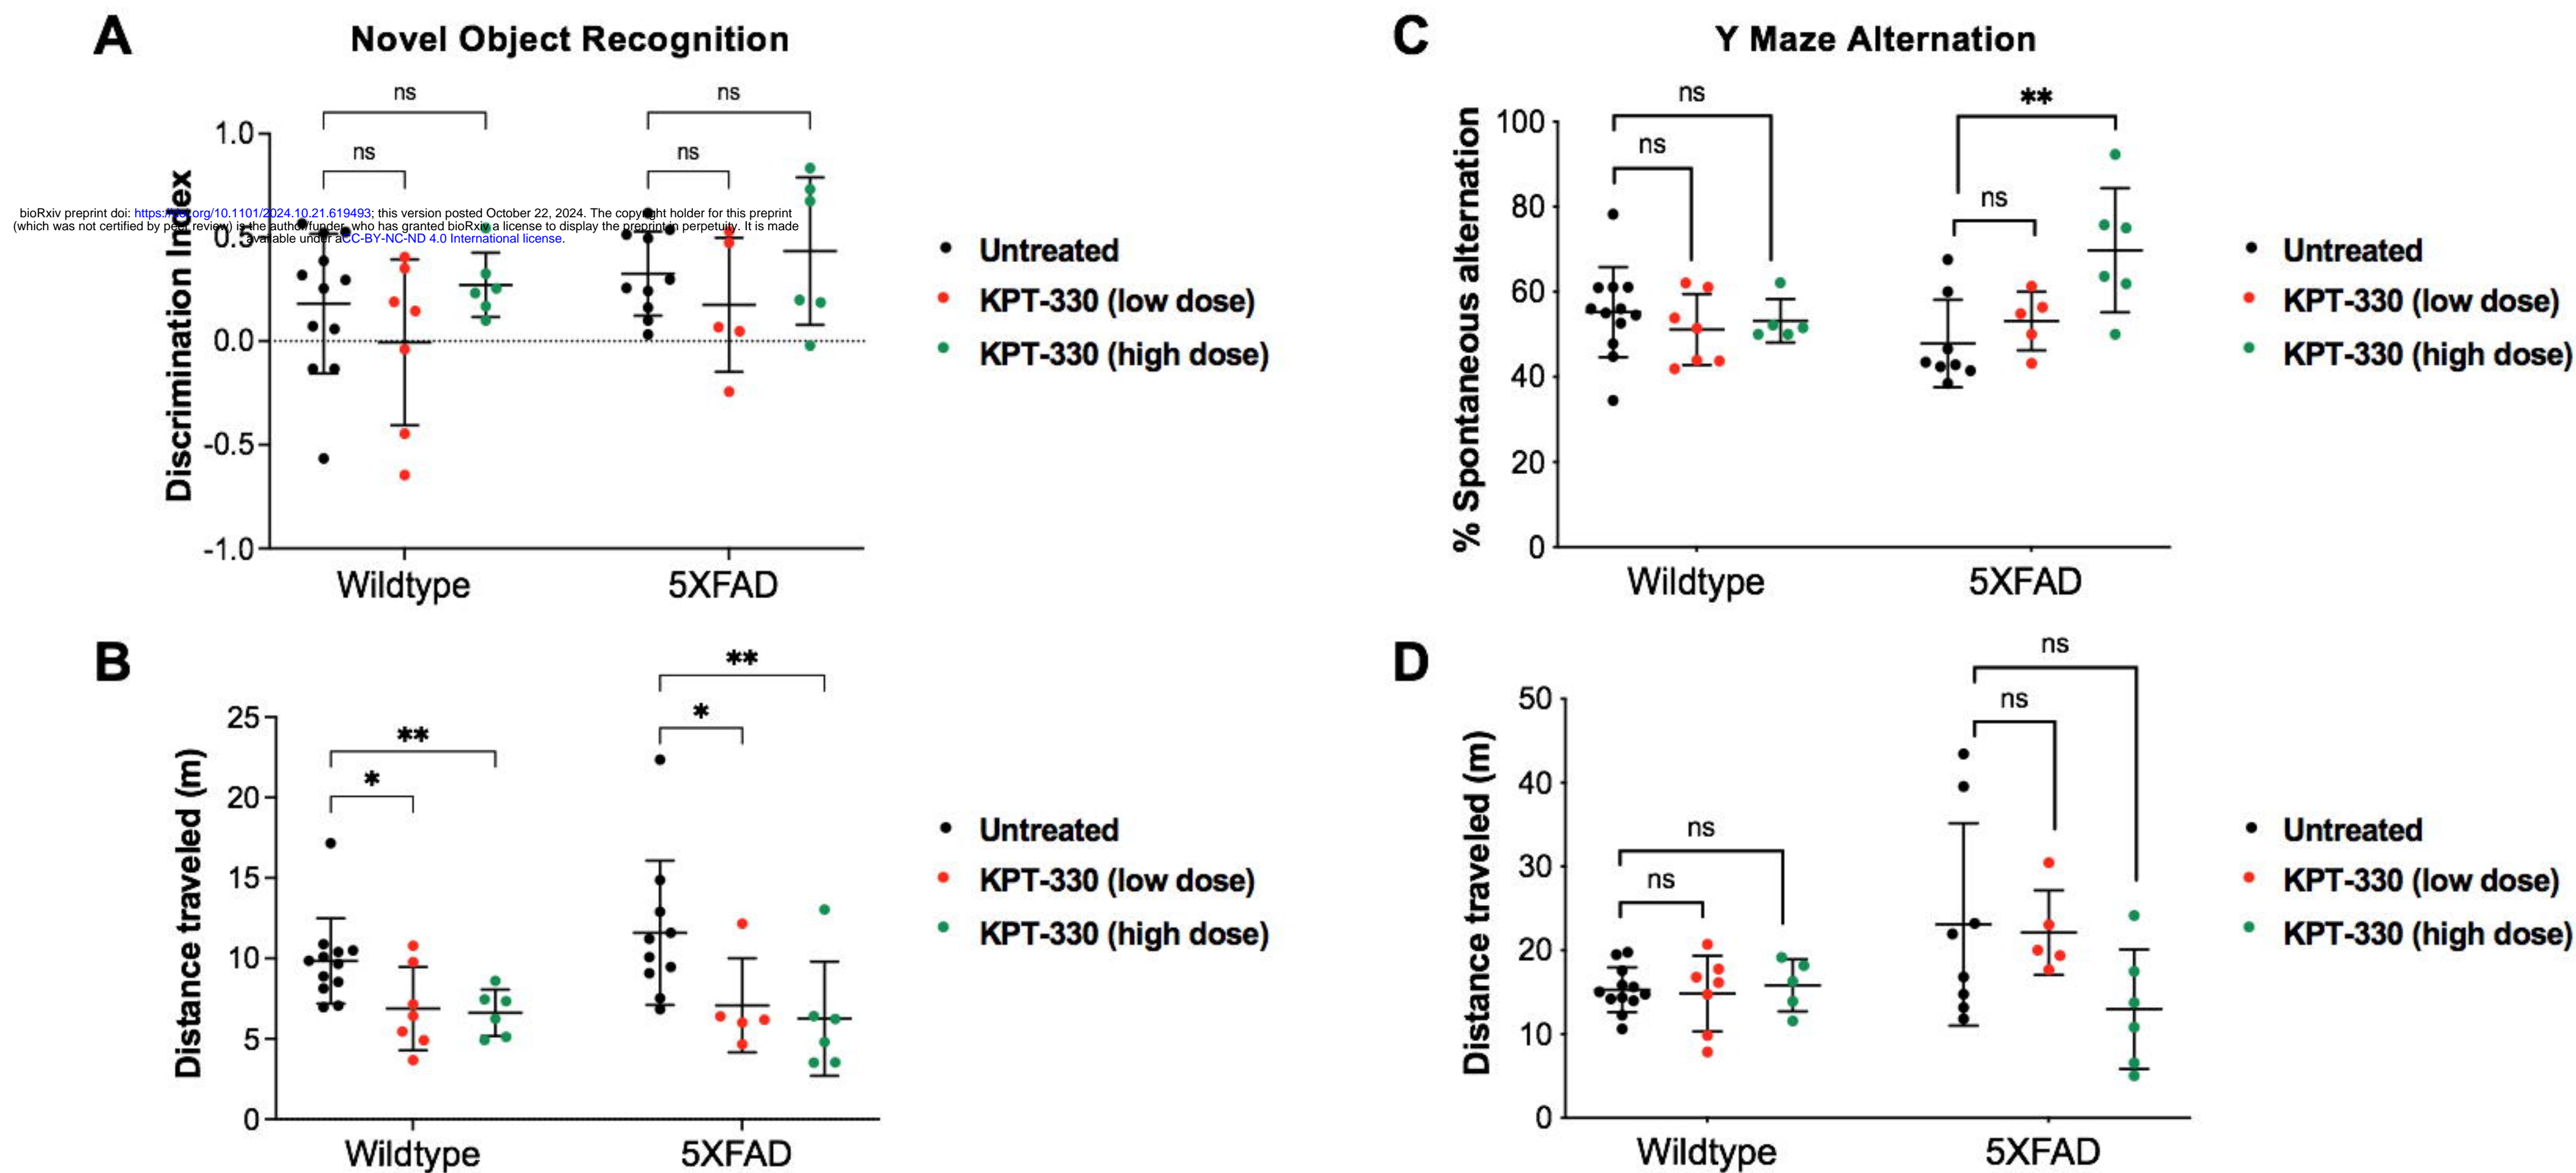 A
Novel Object Recognition
ns
ns
ns
ns
1.0
0.5
0.0
-0.5
-1.0
Discrimination Index
bioRxiv preprint doi: https://doi.org/10.1101/2024.10.21.619493; this version posted October 22, 2024. The copyright holder for this preprint
(which was not certified by peer review) is the author/funder, who has granted bioRxiv a license to display the preprint in perpetuity. It is made
available under aCC-BY-NC-ND 4.0 International license.
Wildtype
5XFAD
Untreated
KPT-330 (low dose)
KPT-330 (high dose)
C
Y Maze Alternation
ns
ns
**
ns
100
80
60
40
20
0
% Spontaneous alternation
Wildtype
5XFAD
Untreated
KPT-330 (low dose)
KPT-330 (high dose)
B
**
*
**
*
25
20
15
10
5
0
Distance traveled (m)
Wildtype
5XFAD
Untreated
KPT-330 (low dose)
KPT-330 (high dose)
D
ns
ns
ns
ns
50
40
30
20
10
0
Distance traveled (m)
Wildtype
5XFAD
Untreated
KPT-330 (low dose)
KPT-330 (high dose)